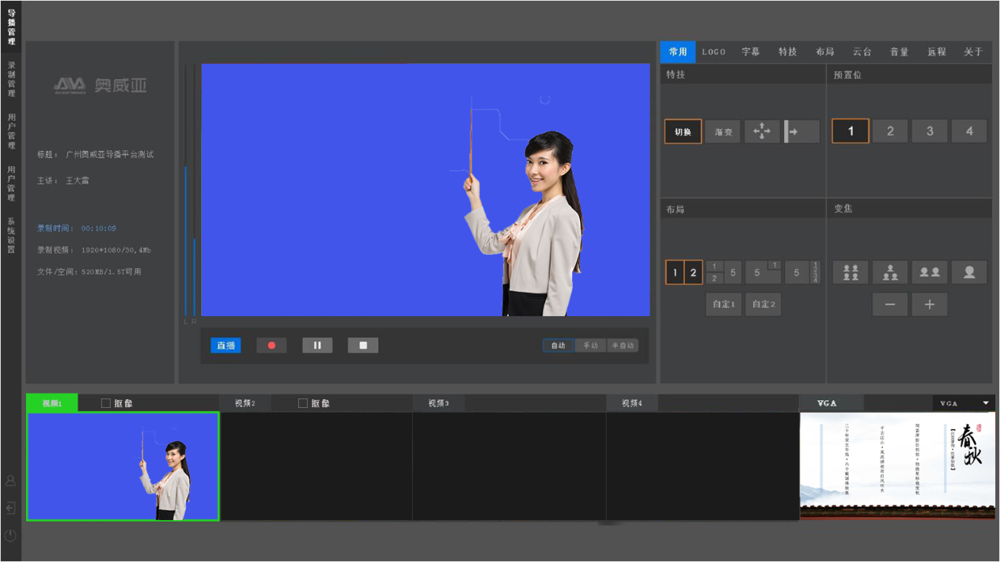 导播管理
录制管理
用户管理
用户管理
系统设置
AVA 奥威亚
标题： 广州奥威亚导播平台测试
主讲： 王大雷
录制时间： 00:10:09
录制视频： 1920*1080/30,4Mb
文件/空间：520MB/1.5T可用
L R
直播
自动 手动 半自动
常用 LOGO 字幕 特技 布局 云台 音量 远程 关于
特技
切换 渐变
预置位
1 2 3 4
布局
1 2
1 2 5
5 1
5 1 2 3 4
自定1 自定2
变焦
视频1 抠像
视频2 抠像
视频3
视频4
VGA VGA
春秋